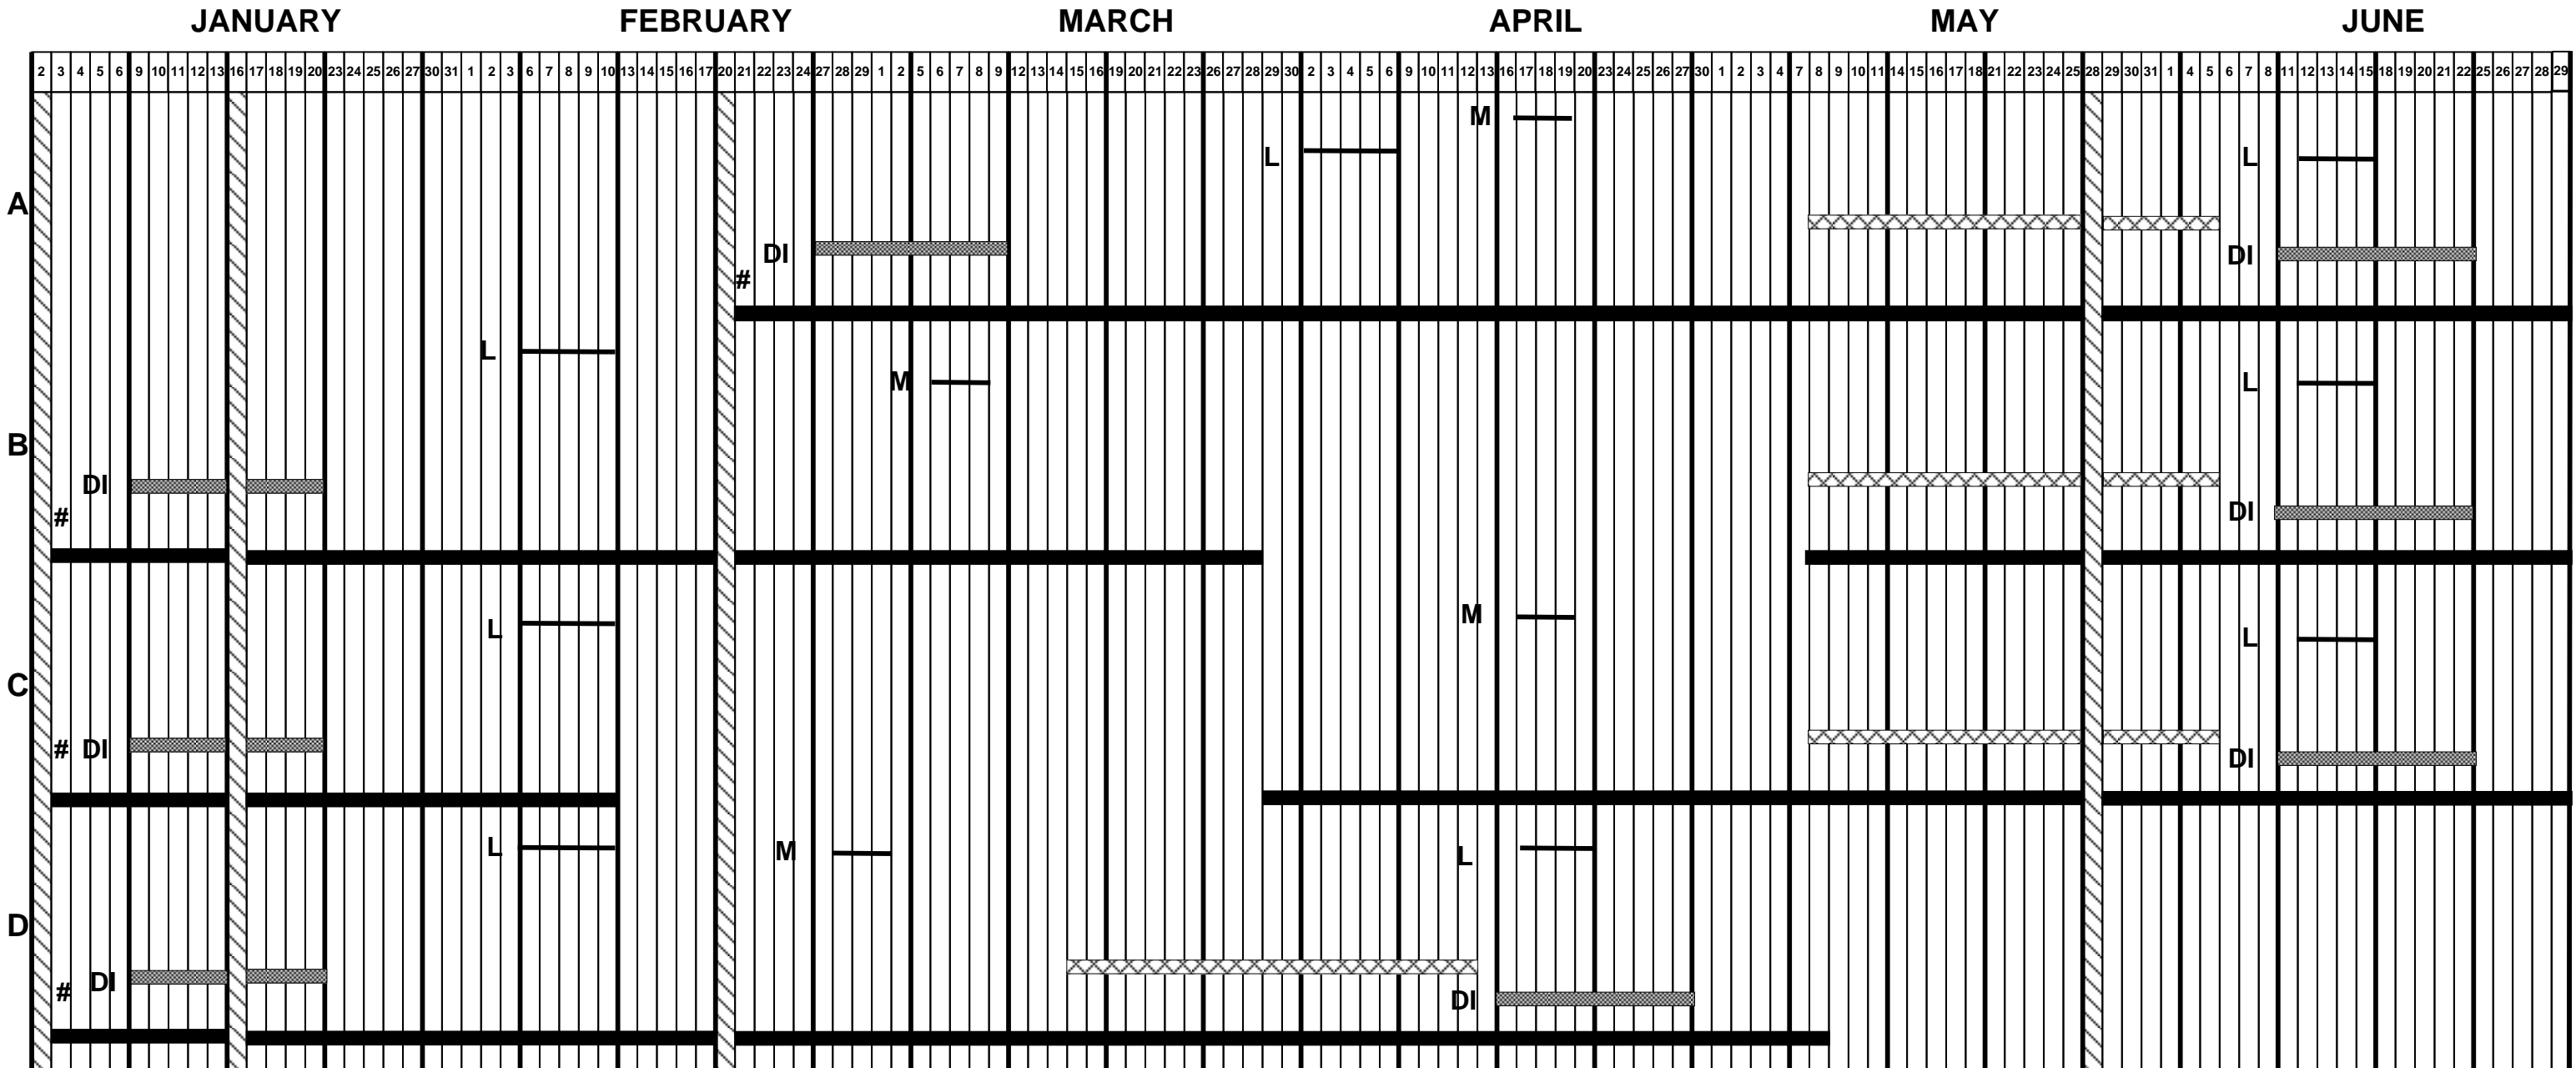 JANUARY FEBRUARY MARCH APRIL MAY JUNE
2 3 4 5 6 9 10 11 12 13 16 17 18 19 20 23 24 25 26 27 30 31 1 2 3 6 7 8 9 10 13 14 15 16 17 20 21 22 23 24 27 28 29 1 2 5 6 7 8 9 12 13 14 15 16 19 20 21 22 23 26 27 28 29 30 2 3 4 5 6 9 10 11 12 13 16 17 18 19 20 23 24 25 26 27 30 1 2 3 4 7 8 9 10 11 14 15 16 17 18 21 22 23 24 25 28 29 30 31 1 4 5 6 7 8 11 12 13 14 15 18 19 20 21 22 25 26 27 28 29
M
L L
A
DI DI
#
L
M L
B
DI DI
#
M
L L
C
# DI DI
L M L
D
# DI DI